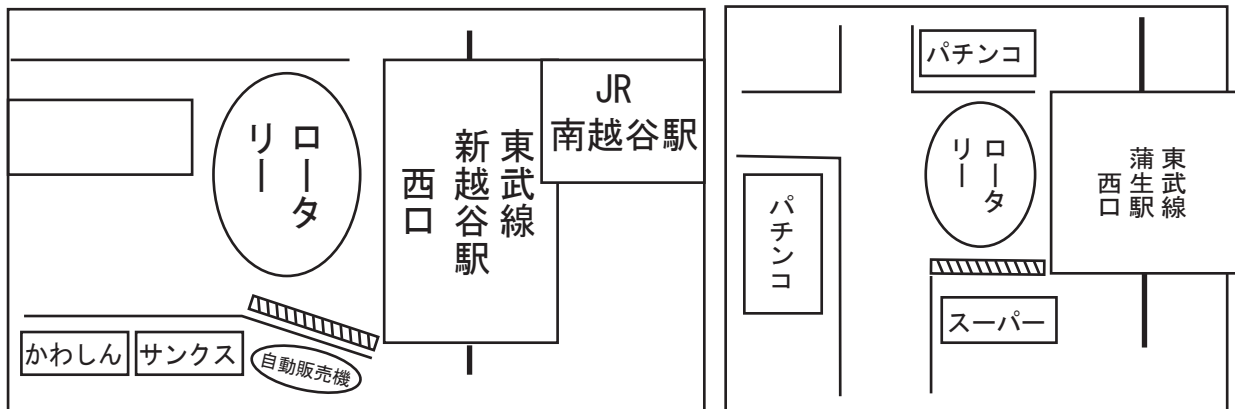 ロータ
リー
東武線
新越谷駅
西口
JR
南越谷駅
かわしん
サンクス
自動販売機
パチンコ
ロータ
リー
東武線
蒲生駅
西口
パチンコ
スーパー